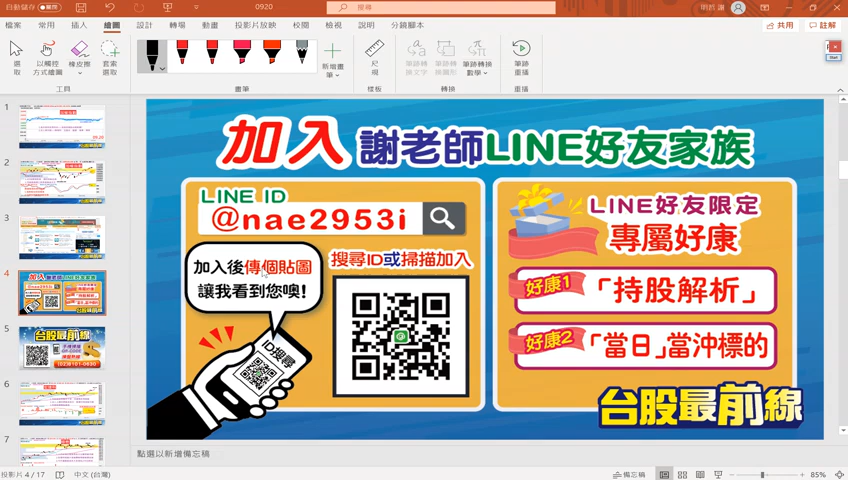 自動儲存 關閉
0920
搜尋
檔案 常用 插入 繪圖 設計 轉場 動畫 投影片放映 校閱 檢視 說明 分鏡腳本
共用 註解
選取
以觸控方式繪圖
橡皮擦
套索選取
新增畫筆
尺規
筆跡轉換文字
筆跡轉換圖形
筆跡轉換數學
筆跡重播
工具 畫筆 樣板 轉換 重播
1
2
3
4
5
6
7
加入 謝老師LINE好友家族
LINE ID
@nae2953i
加入後傳個貼圖
讓我看到您噢!
搜尋ID或掃描加入
ID搜尋
LINE好友限定
專屬好康
好康1 「持股解析」
好康2 「當日」當沖標的
台股最前線
點選以新增備忘稿
投影片 4 / 17 中文 (台灣) 備忘稿 85%